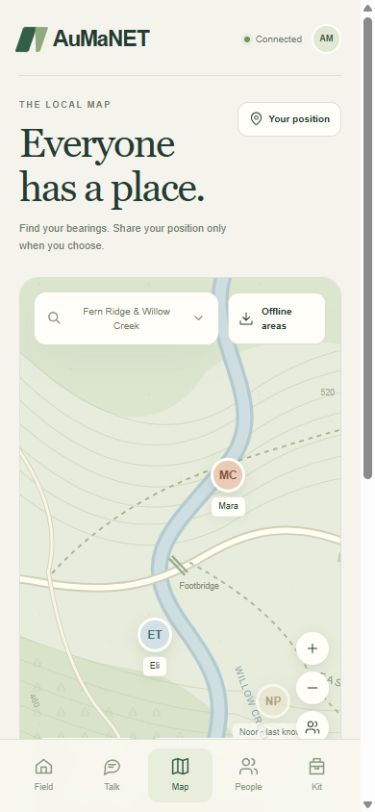 AuMaNET
Connected
AM
THE LOCAL MAP
Your position
Everyone
has a place.
Find your bearings. Share your position only
when you choose.
Fern Ridge & Willow
Creek
Offline
areas
520
MC
Mara
Footbridge
ET
Eli
WILLOW CR
NP
460
Noor · last know
Field
Talk
Map
People
Kit